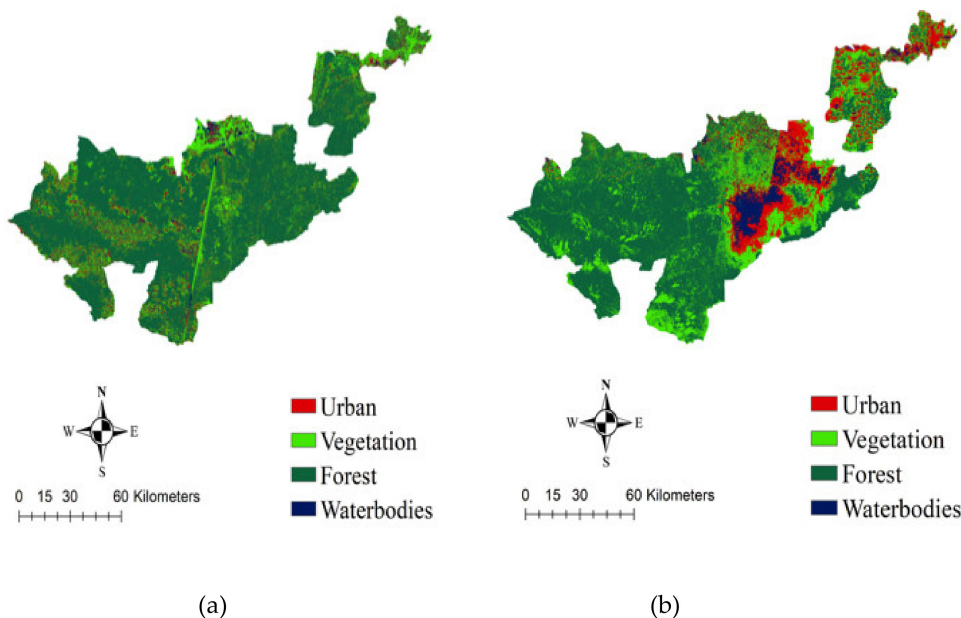 N
W E
S
0 15 30 60 Kilometers
Urban
Vegetation
Forest
Waterbodies
N
W E
S
0 15 30 60 Kilometers
Urban
Vegetation
Forest
Waterbodies
(a) (b)